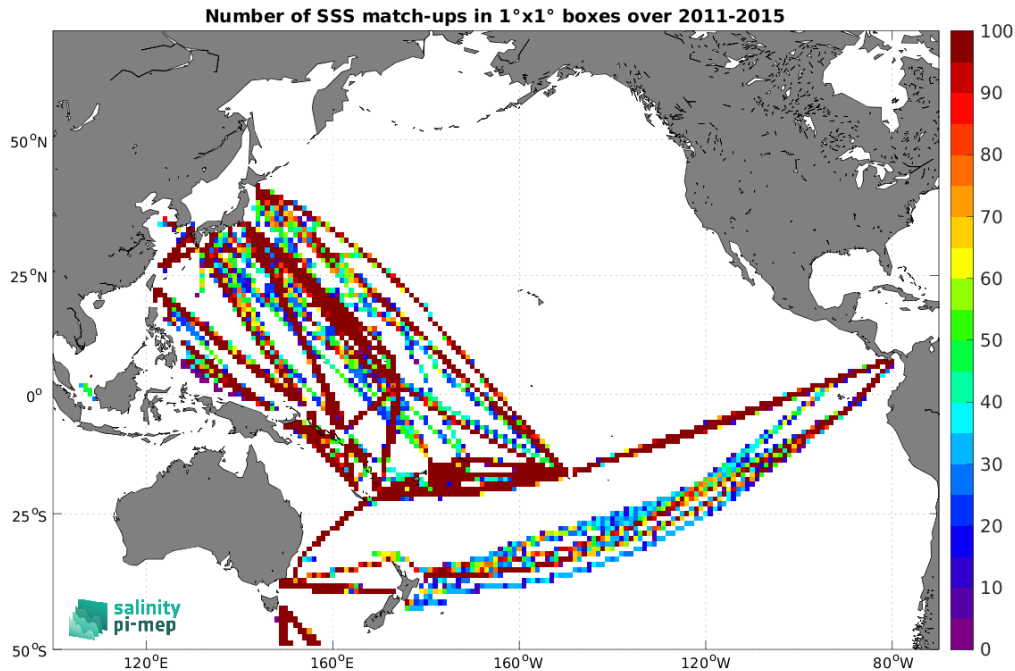 Number of SSS match-ups in 1°x1° boxes over 2011-2015
100
90
80
70
60
50
40
30
20
10
0
50°N
25°N
0°
25°S
50°S
120°E
160°E
160°W
120°W
80°W
salinity
pi-mep